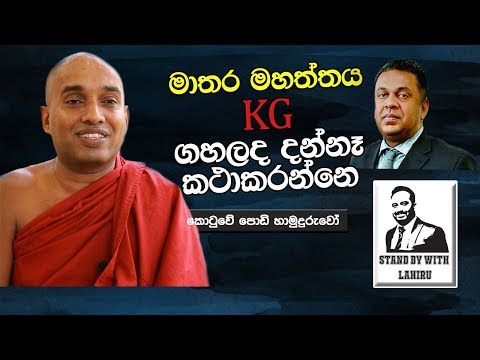 මාතර මහත්තය
KG
ගහලද දන්නෑ
කථාකරන්නෙ
කොටුවේ පොඩි හාමුදුරුවෝ
STAND BY WITH
LAHIRU